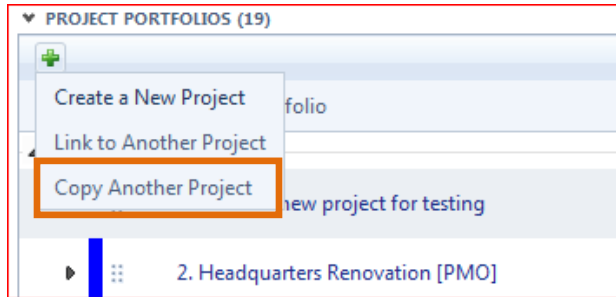 PROJECT PORTFOLIOS (19)
Create a New Project
folio
Link to Another Project
Copy Another Project
new project for testing
2. Headquarters Renovation [PMO]